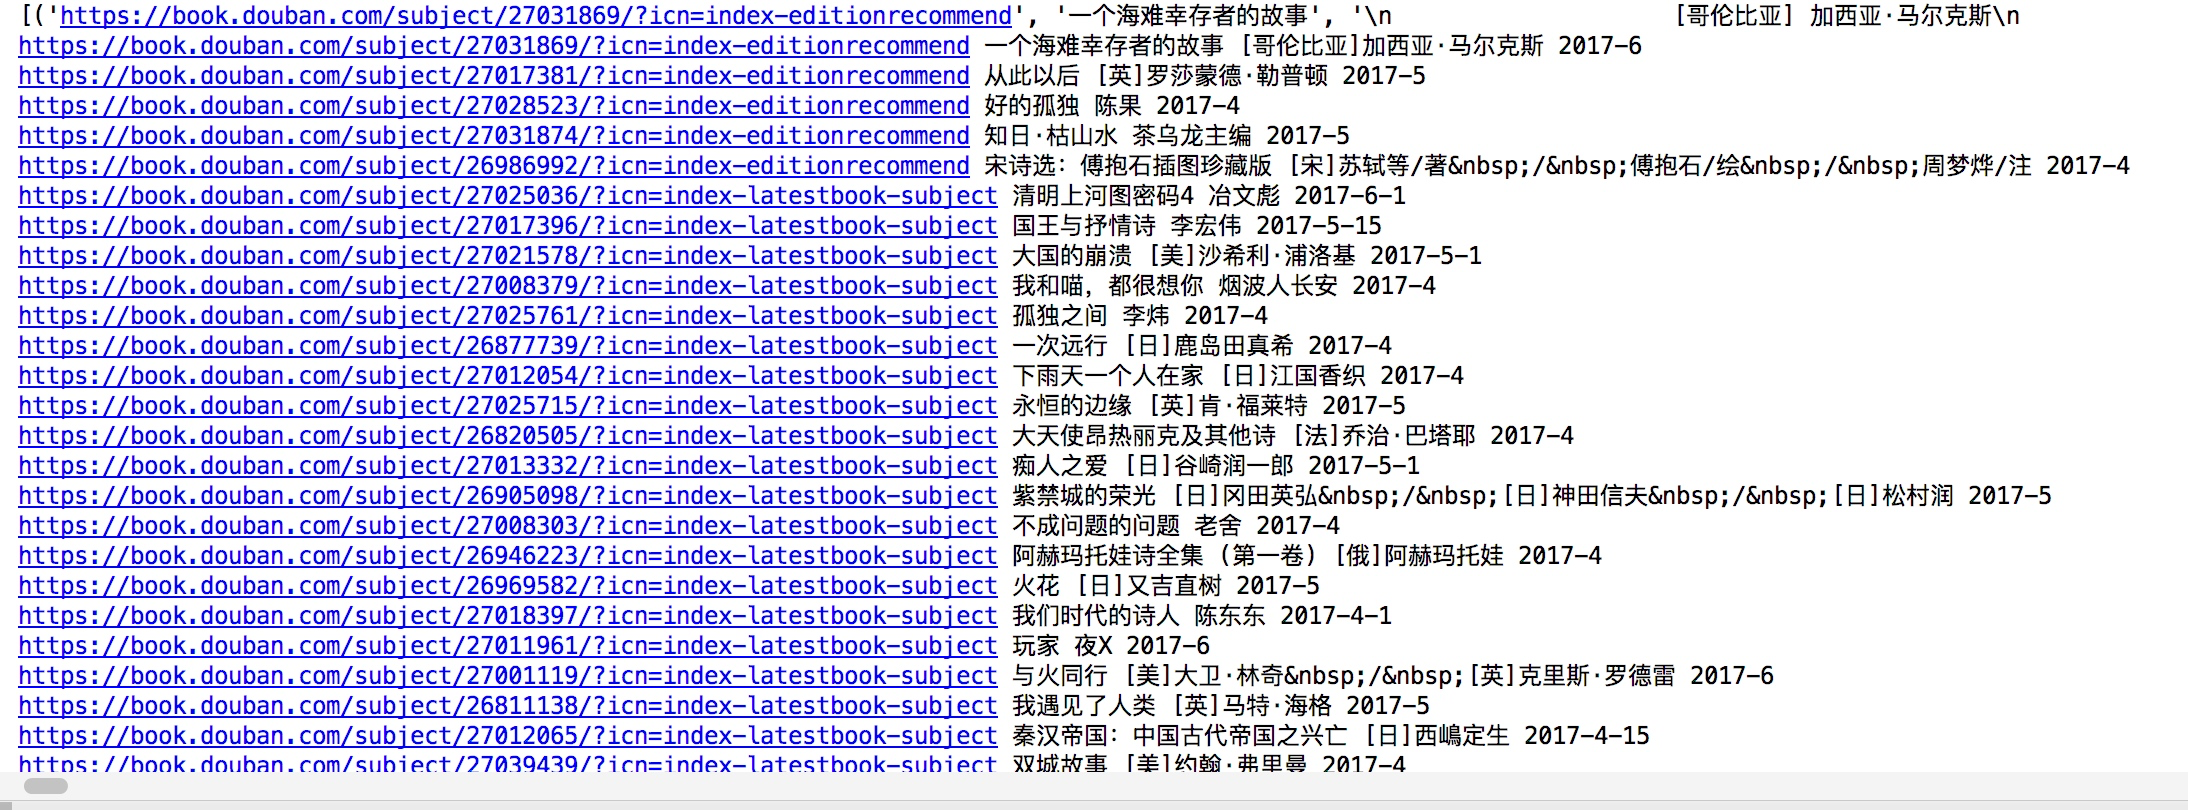 [('https://book.douban.com/subject/27031869/?icn=index-editionrecommend', '一个海难幸存者的故事', '\n                    [哥伦比亚] 加西亚·马尔克斯\n
https://book.douban.com/subject/27031869/?icn=index-editionrecommend 一个海难幸存者的故事 [哥伦比亚]加西亚·马尔克斯 2017-6
https://book.douban.com/subject/27017381/?icn=index-editionrecommend 从此以后 [英]罗莎蒙德·勒普顿 2017-5
https://book.douban.com/subject/27028523/?icn=index-editionrecommend 好的孤独 陈果 2017-4
https://book.douban.com/subject/27031874/?icn=index-editionrecommend 知日·枯山水 茶乌龙主编 2017-5
https://book.douban.com/subject/26986992/?icn=index-editionrecommend 宋诗选：傅抱石插图珍藏版 [宋]苏轼等/著&nbsp;/&nbsp;傅抱石/绘&nbsp;/&nbsp;周梦烨/注 2017-4
https://book.douban.com/subject/27025036/?icn=index-latestbook-subject 清明上河图密码4 冶文彪 2017-6-1
https://book.douban.com/subject/27017396/?icn=index-latestbook-subject 国王与抒情诗 李宏伟 2017-5-15
https://book.douban.com/subject/27021578/?icn=index-latestbook-subject 大国的崩溃 [美]沙希利·浦洛基 2017-5-1
https://book.douban.com/subject/27008379/?icn=index-latestbook-subject 我和喵，都很想你 烟波人长安 2017-4
https://book.douban.com/subject/27025761/?icn=index-latestbook-subject 孤独之间 李炜 2017-4
https://book.douban.com/subject/26877739/?icn=index-latestbook-subject 一次远行 [日]鹿岛田真希 2017-4
https://book.douban.com/subject/27012054/?icn=index-latestbook-subject 下雨天一个人在家 [日]江国香织 2017-4
https://book.douban.com/subject/27025715/?icn=index-latestbook-subject 永恒的边缘 [英]肯·福莱特 2017-5
https://book.douban.com/subject/26820505/?icn=index-latestbook-subject 大天使昂热丽克及其他诗 [法]乔治·巴塔耶 2017-4
https://book.douban.com/subject/27013332/?icn=index-latestbook-subject 痴人之爱 [日]谷崎润一郎 2017-5-1
https://book.douban.com/subject/26905098/?icn=index-latestbook-subject 紫禁城的荣光 [日]冈田英弘&nbsp;/&nbsp;[日]神田信夫&nbsp;/&nbsp;[日]松村润 2017-5
https://book.douban.com/subject/27008303/?icn=index-latestbook-subject 不成问题的问题 老舍 2017-4
https://book.douban.com/subject/26946223/?icn=index-latestbook-subject 阿赫玛托娃诗全集（第一卷） [俄]阿赫玛托娃 2017-4
https://book.douban.com/subject/26969582/?icn=index-latestbook-subject 火花 [日]又吉直树 2017-5
https://book.douban.com/subject/27018397/?icn=index-latestbook-subject 我们时代的诗人 陈东东 2017-4-1
https://book.douban.com/subject/27011961/?icn=index-latestbook-subject 玩家 夜X 2017-6
https://book.douban.com/subject/27001119/?icn=index-latestbook-subject 与火同行 [美]大卫·林奇&nbsp;/&nbsp;[英]克里斯·罗德雷 2017-6
https://book.douban.com/subject/26811138/?icn=index-latestbook-subject 我遇见了人类 [英]马特·海格 2017-5
https://book.douban.com/subject/27012065/?icn=index-latestbook-subject 秦汉帝国：中国古代帝国之兴亡 [日]西嶋定生 2017-4-15
https://book.douban.com/subject/27039439/?icn=index-latestbook-subject 双城故事 [美]约翰·弗里曼 2017-4